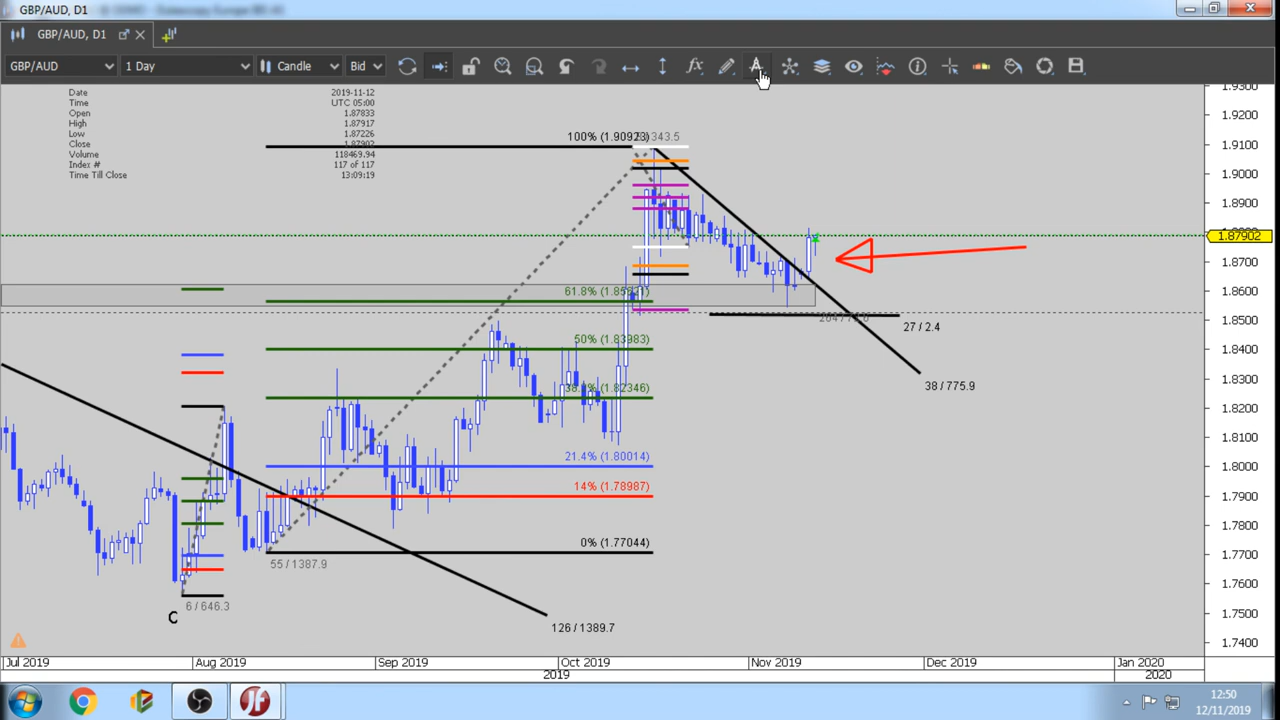 GBP/AUD, D1
GBP/AUD, D1
GBP/AUD 1 Day Candle Bid
Date 2019-11-12
Time UTC 05:00
Open 1.87833
High 1.87917
Low 1.87226
Close 1.87902
Volume 118469.94
Index # 117 of 117
Time Till Close 13:09:19
1.9300
1.9200
1.9100
1.9000
1.8900
1.87902
1.8700
1.8600
1.8500
1.8400
1.8300
1.8200
1.8100
1.8000
1.7900
1.7800
1.7700
1.7600
1.7500
1.7400
100% (1.90923)
61.8% (1.85821)
50% (1.83983)
38.2% (1.82346)
21.4% (1.80014)
14% (1.78987)
0% (1.77044)
27 / 2.4
38 / 775.9
55 / 1387.9
6 / 646.3
C
126 / 1389.7
Jul 2019 Aug 2019 Sep 2019 Oct 2019 Nov 2019 Dec 2019 Jan 2020
2019 2020
12:50
12/11/2019